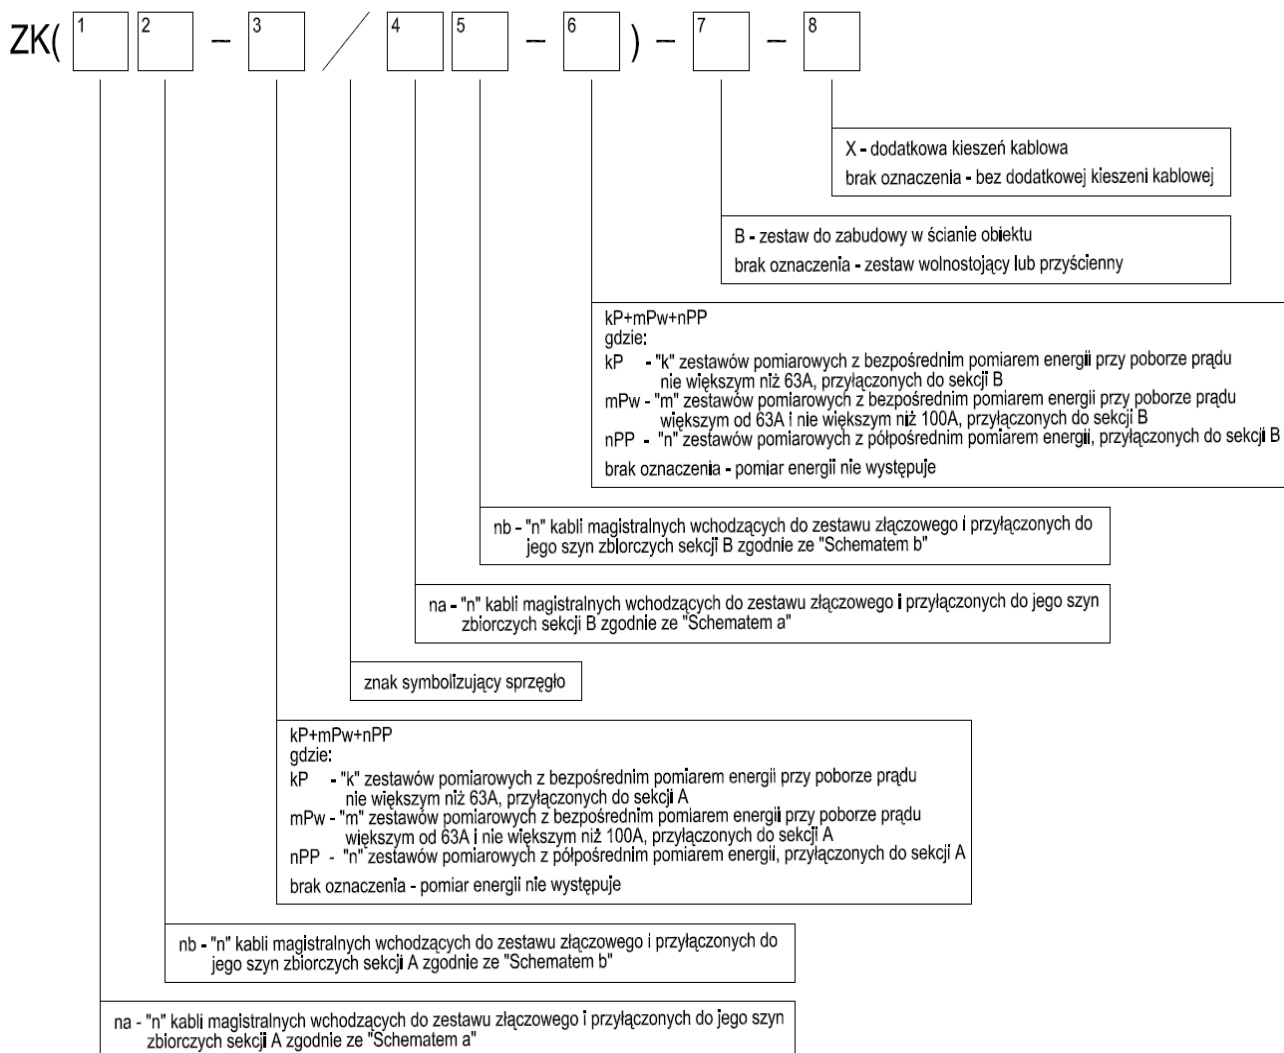 ZK( 1 2 - 3 / 4 5 - 6 ) - 7 - 8
X - dodatkowa kieszeń kablowa
brak oznaczenia - bez dodatkowej kieszeni kablowej
B - zestaw do zabudowy w ścianie obiektu
brak oznaczenia - zestaw wolnostojący lub przyścienny
kP+mPw+nPP
gdzie:
kP - "k" zestawów pomiarowych z bezpośrednim pomiarem energii przy poborze prądu
nie większym niż 63A, przyłączonych do sekcji B
mPw - "m" zestawów pomiarowych z bezpośrednim pomiarem energii przy poborze prądu
większym od 63A i nie większym niż 100A, przyłączonych do sekcji B
nPP - "n" zestawów pomiarowych z półpośrednim pomiarem energii, przyłączonych do sekcji B
brak oznaczenia - pomiar energii nie występuje
nb - "n" kabli magistralnych wchodzących do zestawu złączowego i przyłączonych do
jego szyn zbiorczych sekcji B zgodnie ze "Schematem b"
na - "n" kabli magistralnych wchodzących do zestawu złączowego i przyłączonych do jego szyn
zbiorczych sekcji B zgodnie ze "Schematem a"
znak symbolizujący sprzęgło
kP+mPw+nPP
gdzie:
kP - "k" zestawów pomiarowych z bezpośrednim pomiarem energii przy poborze prądu
nie większym niż 63A, przyłączonych do sekcji A
mPw - "m" zestawów pomiarowych z bezpośrednim pomiarem energii przy poborze prądu
większym od 63A i nie większym niż 100A, przyłączonych do sekcji A
nPP - "n" zestawów pomiarowych z półpośrednim pomiarem energii, przyłączonych do sekcji A
brak oznaczenia - pomiar energii nie występuje
nb - "n" kabli magistralnych wchodzących do zestawu złączowego i przyłączonych do
jego szyn zbiorczych sekcji A zgodnie ze "Schematem b"
na - "n" kabli magistralnych wchodzących do zestawu złączowego i przyłączonych do jego szyn
zbiorczych sekcji A zgodnie ze "Schematem a"